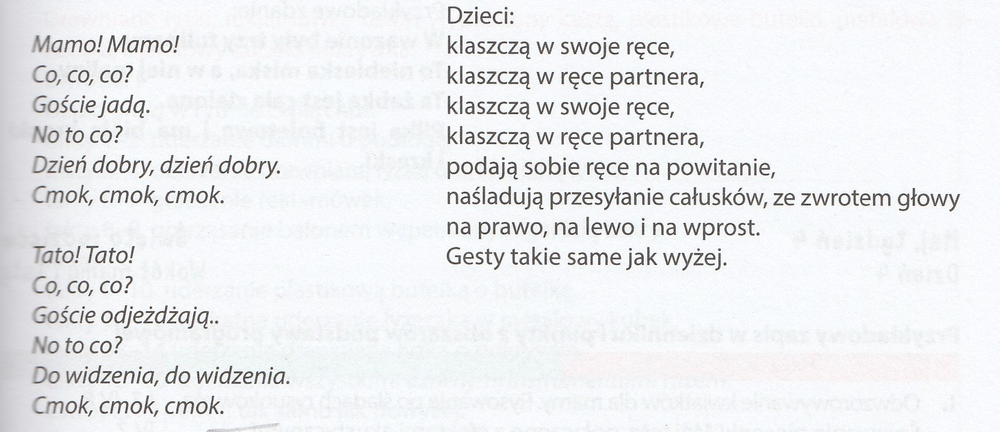 Dzieci:
Mamo! Mamo! klaszczą w swoje ręce,
Co, co, co? klaszczą w ręce partnera,
Goście jadą. klaszczą w swoje ręce,
No to co? klaszczą w ręce partnera,
Dzień dobry, dzień dobry. podają sobie ręce na powitanie,
Cmok, cmok, cmok. naśladują przesyłanie całusków, ze zwrotem głowy
na prawo, na lewo i na wprost.
Tato! Tato! Gesty takie same jak wyżej.
Co, co, co?
Goście odjeżdżają..
No to co?
Do widzenia, do widzenia.
Cmok, cmok, cmok.